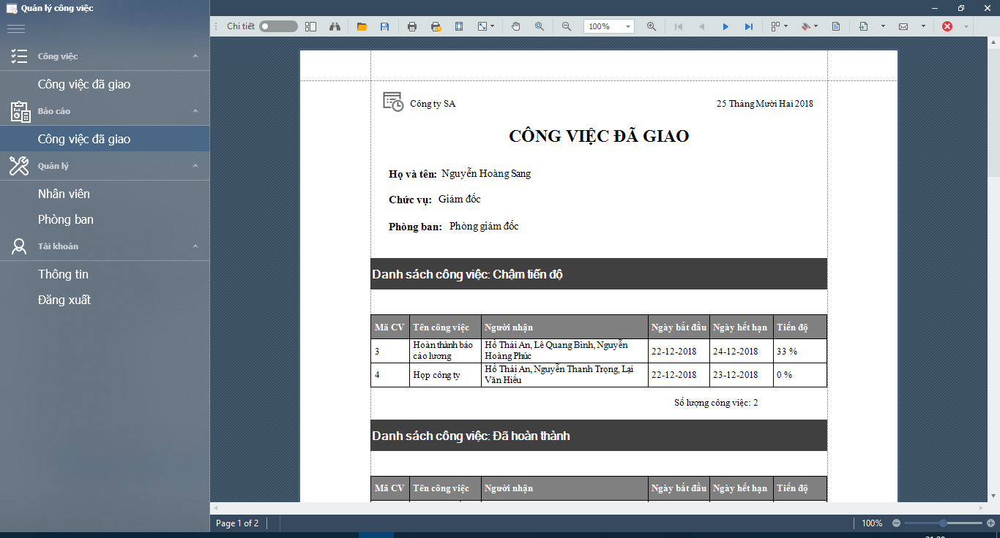 Quản lý công việc
Chi tiết
100%
Công việc
Công việc đã giao
Báo cáo
Công việc đã giao
Quản lý
Nhân viên
Phòng ban
Tài khoản
Thông tin
Đăng xuất
Công ty SA
25 Tháng Mười Hai 2018
CÔNG VIỆC ĐÃ GIAO
Họ và tên: Nguyễn Hoàng Sang
Chức vụ: Giám đốc
Phòng ban: Phòng giám đốc
Danh sách công việc: Chậm tiến độ
Mã CV Tên công việc Người nhận Ngày bắt đầu Ngày hết hạn Tiến độ
3 Hoàn thành báo cáo lương Hồ Thái An, Lê Quang Bình, Nguyễn Hoàng Phúc 22-12-2018 24-12-2018 33 %
4 Họp công ty Hồ Thái An, Nguyễn Thanh Trọng, Lại Văn Hiếu 22-12-2018 23-12-2018 0 %
Số lượng công việc: 2
Danh sách công việc: Đã hoàn thành
Mã CV Tên công việc Người nhận Ngày bắt đầu Ngày hết hạn Tiến độ
Page 1 of 2
100%